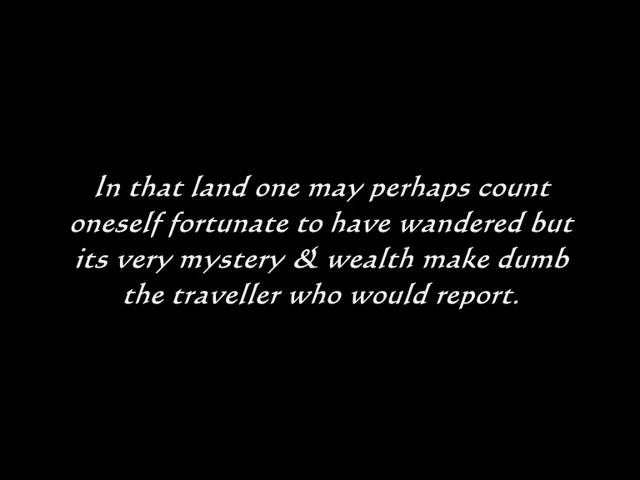 In that land one may perhaps count
oneself fortunate to have wandered but
its very mystery & wealth make dumb
the traveller who would report.